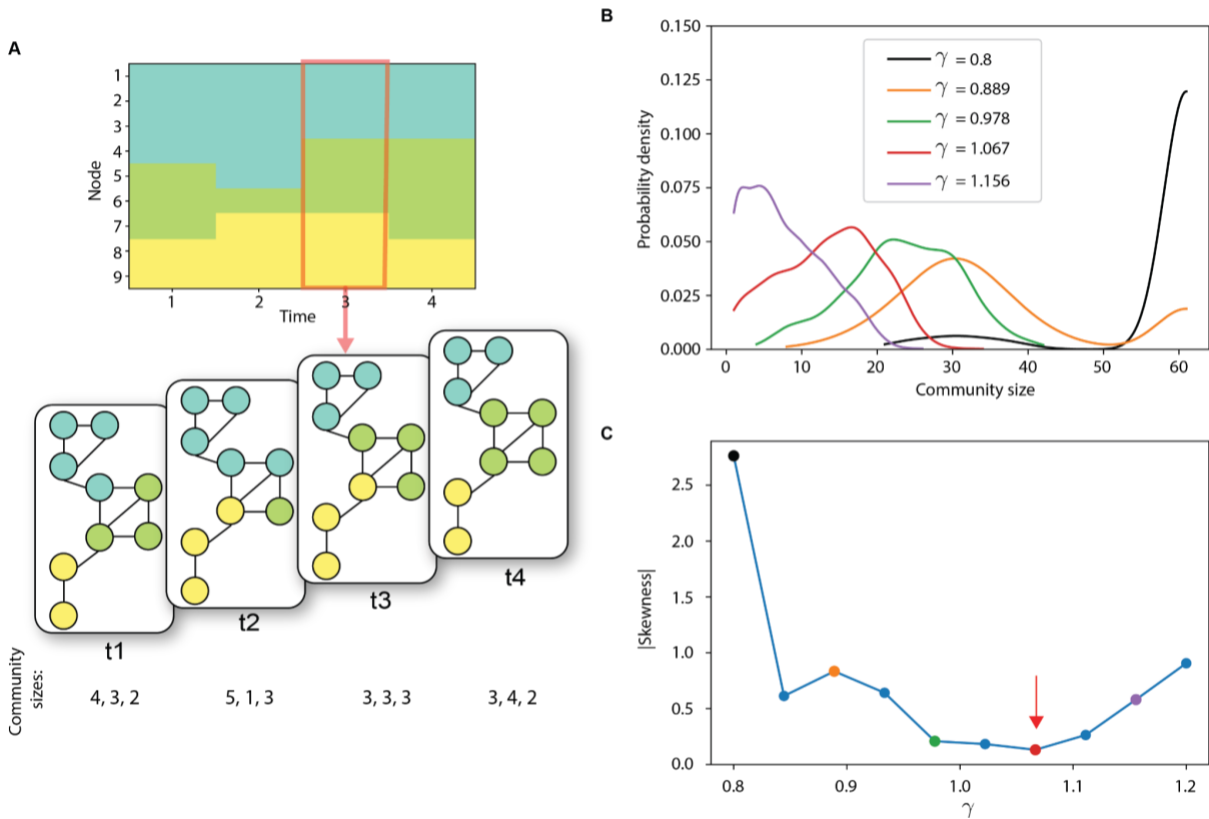 A
Node
1
2
3
4
5
6
7
8
9
1
2
3
4
Time
t1
t2
t3
t4
Community
sizes:
4, 3, 2
5, 1, 3
3, 3, 3
3, 4, 2
B
Probability density
0.150
0.125
0.100
0.075
0.050
0.025
0.000
γ = 0.8
γ = 0.889
γ = 0.978
γ = 1.067
γ = 1.156
0
10
20
30
40
50
60
Community size
C
|Skewness|
2.5
2.0
1.5
1.0
0.5
0.0
0.8
0.9
1.0
1.1
1.2
γ